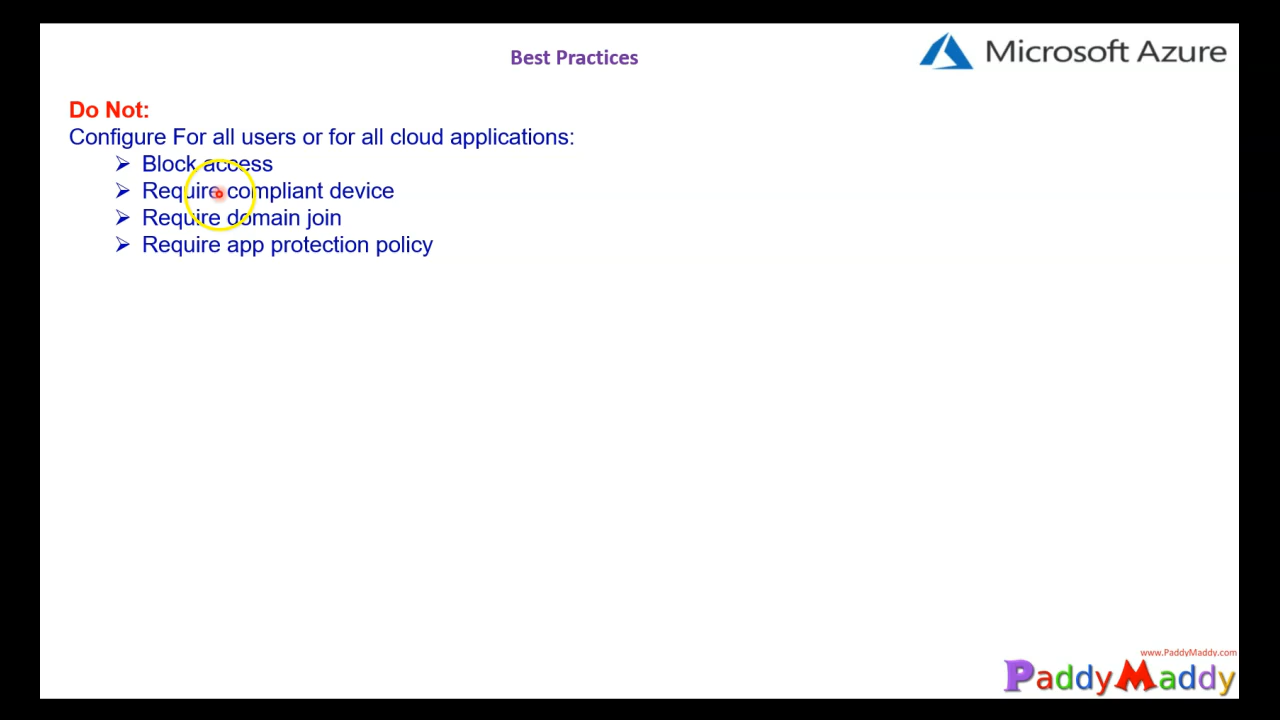 Best Practices
Microsoft Azure
Do Not:
Configure For all users or for all cloud applications:
Block access
Require compliant device
Require domain join
Require app protection policy
www.PaddyMaddy.com
PaddyMaddy